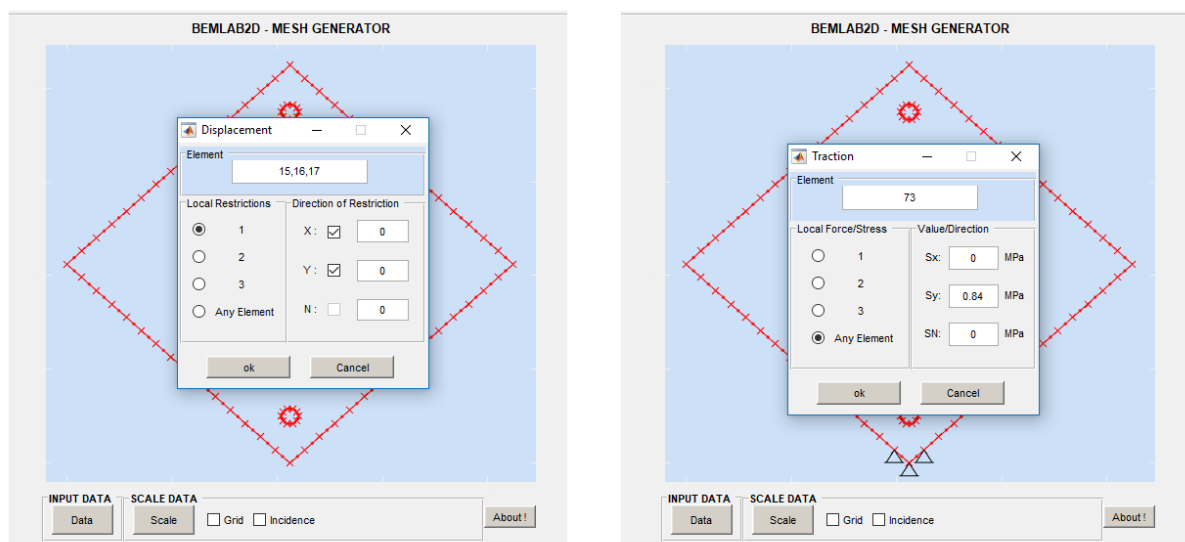 BEMLAB2D - MESH GENERATOR
Displacement
Element
15,16,17
Local Restrictions
Direction of Restriction
1
X :
0
2
Y :
0
3
N :
0
Any Element
ok
Cancel
INPUT DATA
SCALE DATA
Data
Scale
Grid
Incidence
About !
BEMLAB2D - MESH GENERATOR
Traction
Element
73
Local Force/Stress
Value/Direction
1
Sx:
0
MPa
2
Sy:
0.84
MPa
3
SN:
0
MPa
Any Element
ok
Cancel
INPUT DATA
SCALE DATA
Data
Scale
Grid
Incidence
About !